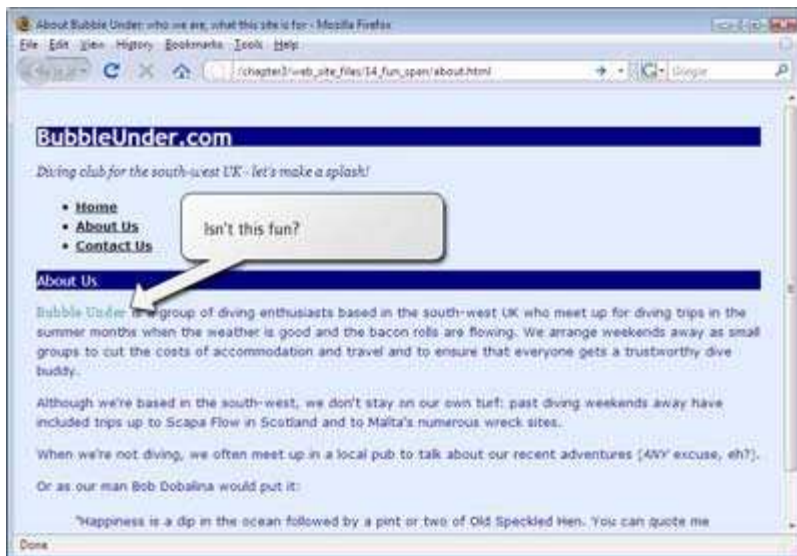 About Bubble Under: who we are, what this site is for - Mozilla Firefox
File Edit View History Bookmarks Tools Help
/chapter3/web_site_files/14_fun_span/about.html
Google
BubbleUnder.com
Diving club for the south-west UK - let's make a splash!
• Home
• About Us
• Contact Us
Isn't this fun?
About Us
Bubble Under is a group of diving enthusiasts based in the south-west UK who meet up for diving trips in the
summer months when the weather is good and the bacon rolls are flowing. We arrange weekends away as small
groups to cut the costs of accommodation and travel and to ensure that everyone gets a trustworthy dive
buddy.
Although we're based in the south-west, we don't stay on our own turf: past diving weekends away have
included trips up to Scapa Flow in Scotland and to Malta's numerous wreck sites.
When we're not diving, we often meet up in a local pub to talk about our recent adventures (ANY excuse, eh?).
Or as our man Bob Dobalina would put it:
"Happiness is a dip in the ocean followed by a pint or two of Old Speckled Hen. You can quote me
Done